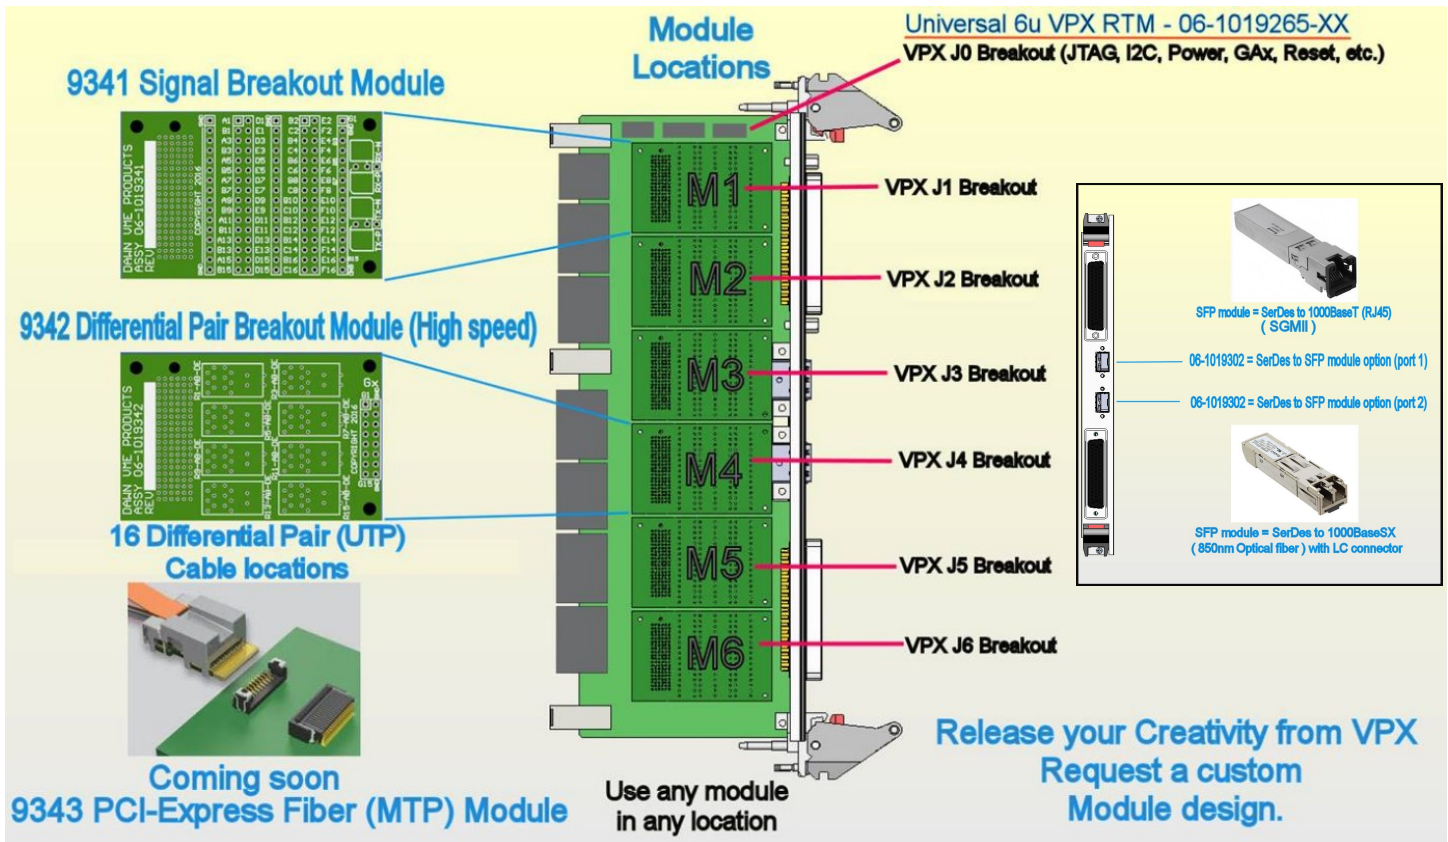 Universal 6u VPX RTM - 06-1019265-XX
VPX J0 Breakout (JTAG, I2C, Power, GAx, Reset, etc.)
Module
Locations
9341 Signal Breakout Module
DAWN VME PRODUCTS
ASSY 06-1019341
REV
COPYRIGHT 2016
M1
VPX J1 Breakout
M2
VPX J2 Breakout
9342 Differential Pair Breakout Module (High speed)
DAWN VME PRODUCTS
ASSY 06-1019342
REV
COPYRIGHT 2016
Gx
M3
VPX J3 Breakout
M4
VPX J4 Breakout
16 Differential Pair (UTP)
Cable locations
M5
VPX J5 Breakout
M6
VPX J6 Breakout
SFP module = SerDes to 1000BaseT (RJ45)
( SGMII )
06-1019302 = SerDes to SFP module option (port 1)
06-1019302 = SerDes to SFP module option (port 2)
SFP module = SerDes to 1000BaseSX
( 850nm Optical fiber ) with LC connector
Coming soon
9343 PCI-Express Fiber (MTP) Module
Use any module
in any location
Release your Creativity from VPX
Request a custom
Module design.